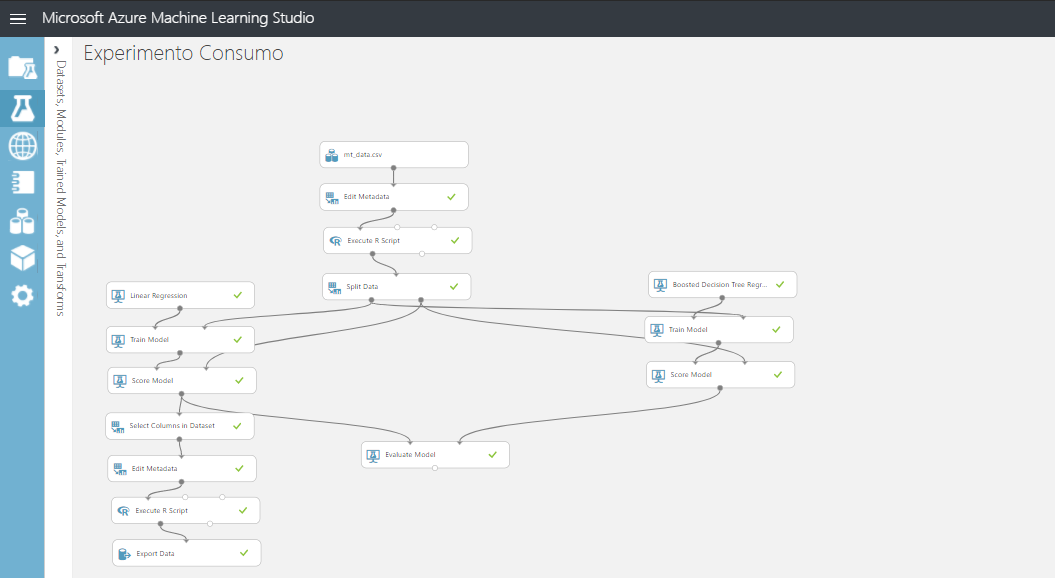 Microsoft Azure Machine Learning Studio
Datasets, Modules, Trained Models, and Transforms
Experimento Consumo
mt_data.csv
Edit Metadata
Execute R Script
Split Data
Linear Regression
Boosted Decision Tree Regr...
Train Model
Train Model
Score Model
Score Model
Select Columns in Dataset
Evaluate Model
Edit Metadata
Execute R Script
Export Data